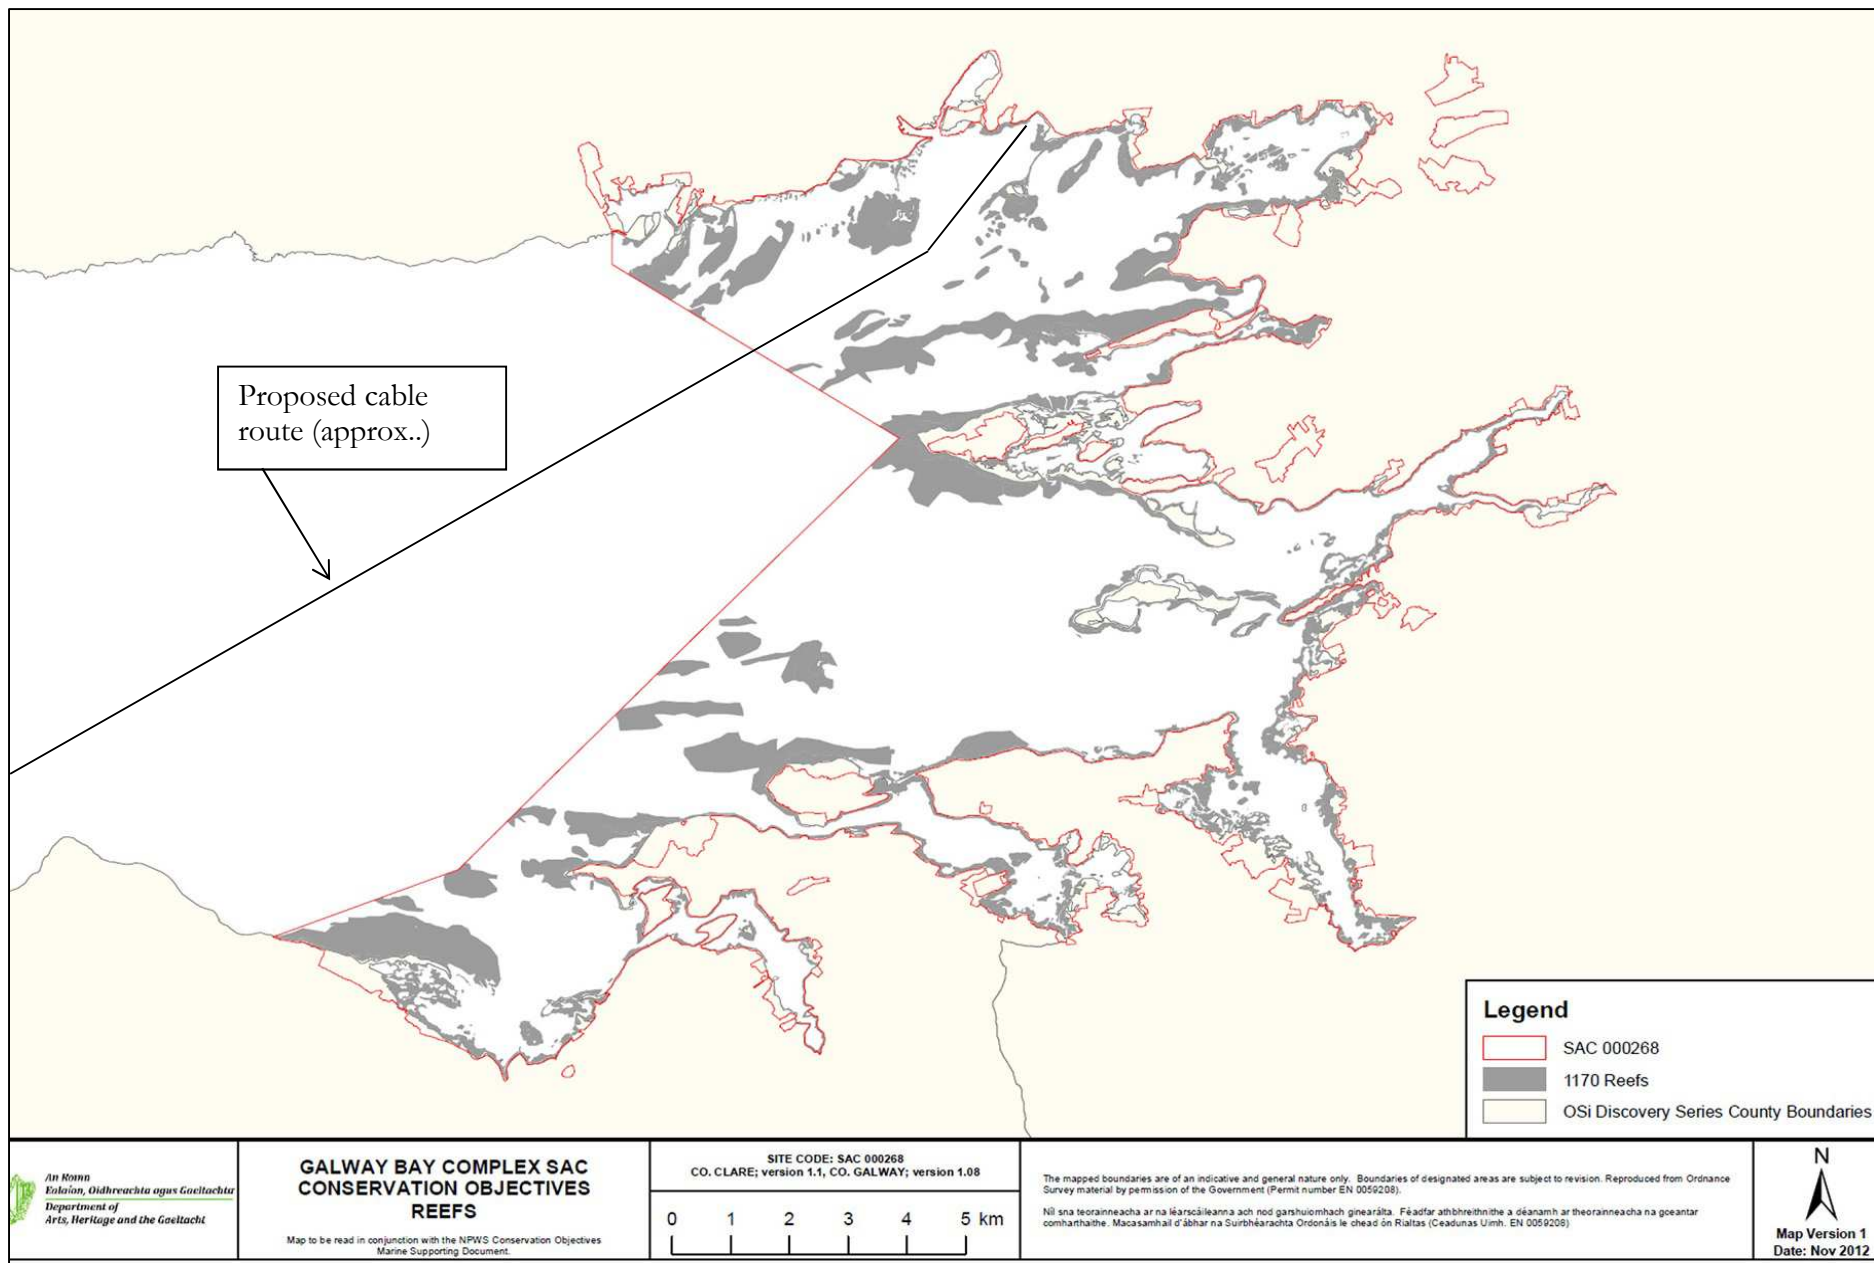 Proposed cable
route (approx..)
Legend
SAC 000268
1170 Reefs
OSi Discovery Series County Boundaries
An Roinn
Ealaíon, Oidhreachta agus Gaeltachta
Department of
Arts, Heritage and the Gaeltacht
GALWAY BAY COMPLEX SAC
CONSERVATION OBJECTIVES
REEFS
Map to be read in conjunction with the NPWS Conservation Objectives
Marine Supporting Document.
SITE CODE: SAC 000268
CO. CLARE; version 1.1, CO. GALWAY; version 1.08
0 1 2 3 4 5 km
The mapped boundaries are of an indicative and general nature only. Boundaries of designated areas are subject to revision. Reproduced from Ordnance
Survey material by permission of the Government (Permit number EN 0059208).
Níl sna teorainneacha ar na léarscáileanna ach nod garshuíomhach ginearálta. Féadfar athbhreithnithe a déanamh ar theorainneacha na gceantar
comharthaithe. Macasamhail d'ábhar na Suirbhéarachta Ordonáis le chead ón Rialtas (Ceadunas Uimh. EN 0059208)
N
Map Version 1
Date: Nov 2012